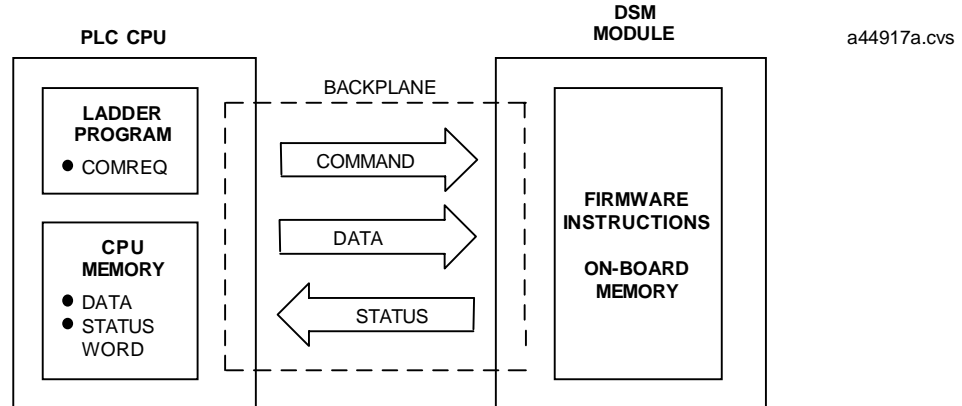 PLC CPU
DSM
MODULE
a44917a.cvs
BACKPLANE
LADDER
PROGRAM
● COMREQ
CPU
MEMORY
● DATA
● STATUS
WORD
COMMAND
DATA
STATUS
FIRMWARE
INSTRUCTIONS
ON-BOARD
MEMORY